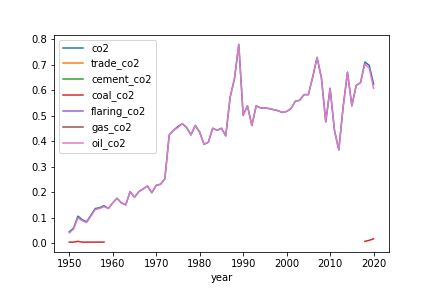 0.8
0.7
0.6
0.5
0.4
0.3
0.2
0.1
0.0
co2
trade_co2
cement_co2
coal_co2
flaring_co2
gas_co2
oil_co2
1950 1960 1970 1980 1990 2000 2010 2020
year